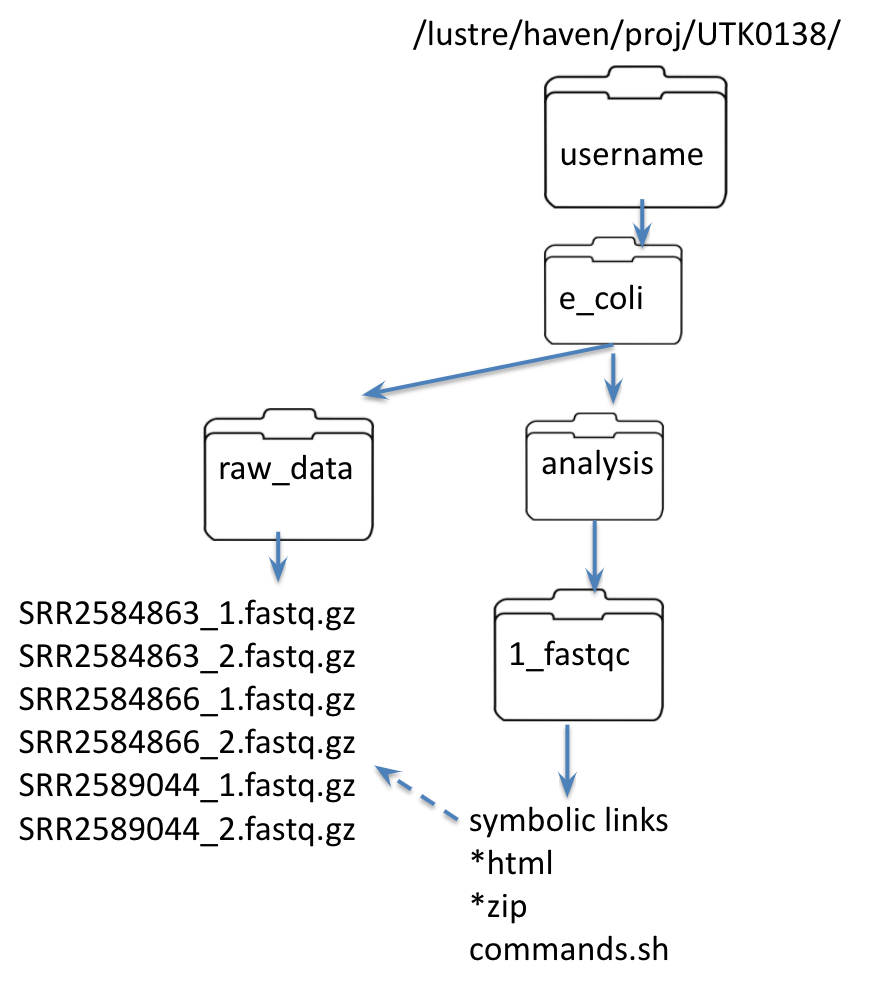 /lustre/haven/proj/UTK0138/
username
e_coli
raw_data
analysis
SRR2584863_1.fastq.gz
SRR2584863_2.fastq.gz
SRR2584866_1.fastq.gz
SRR2584866_2.fastq.gz
SRR2589044_1.fastq.gz
SRR2589044_2.fastq.gz
1_fastqc
symbolic links
*html
*zip
commands.sh